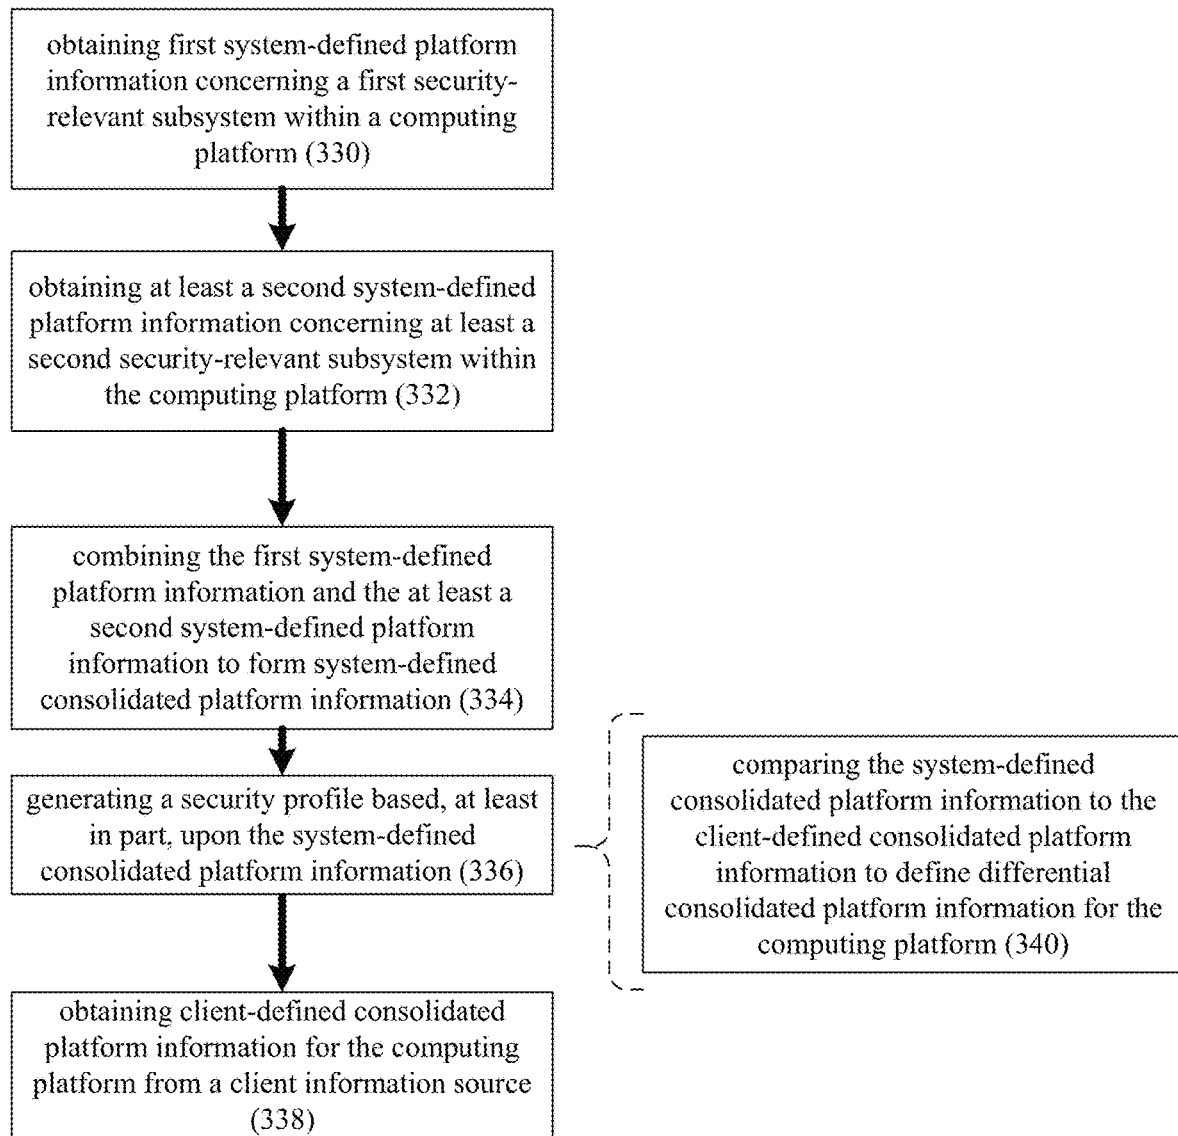 obtaining first system-defined platform
information concerning a first security-
relevant subsystem within a computing
platform (330)
obtaining at least a second system-defined
platform information concerning at least a
second security-relevant subsystem within
the computing platform (332)
combining the first system-defined
platform information and the at least a
second system-defined platform
information to form system-defined
consolidated platform information (334)
generating a security profile based, at least
in part, upon the system-defined
consolidated platform information (336)
comparing the system-defined
consolidated platform information to the
client-defined consolidated platform
information to define differential
consolidated platform information for the
computing platform (340)
obtaining client-defined consolidated
platform information for the computing
platform from a client information source
(338)